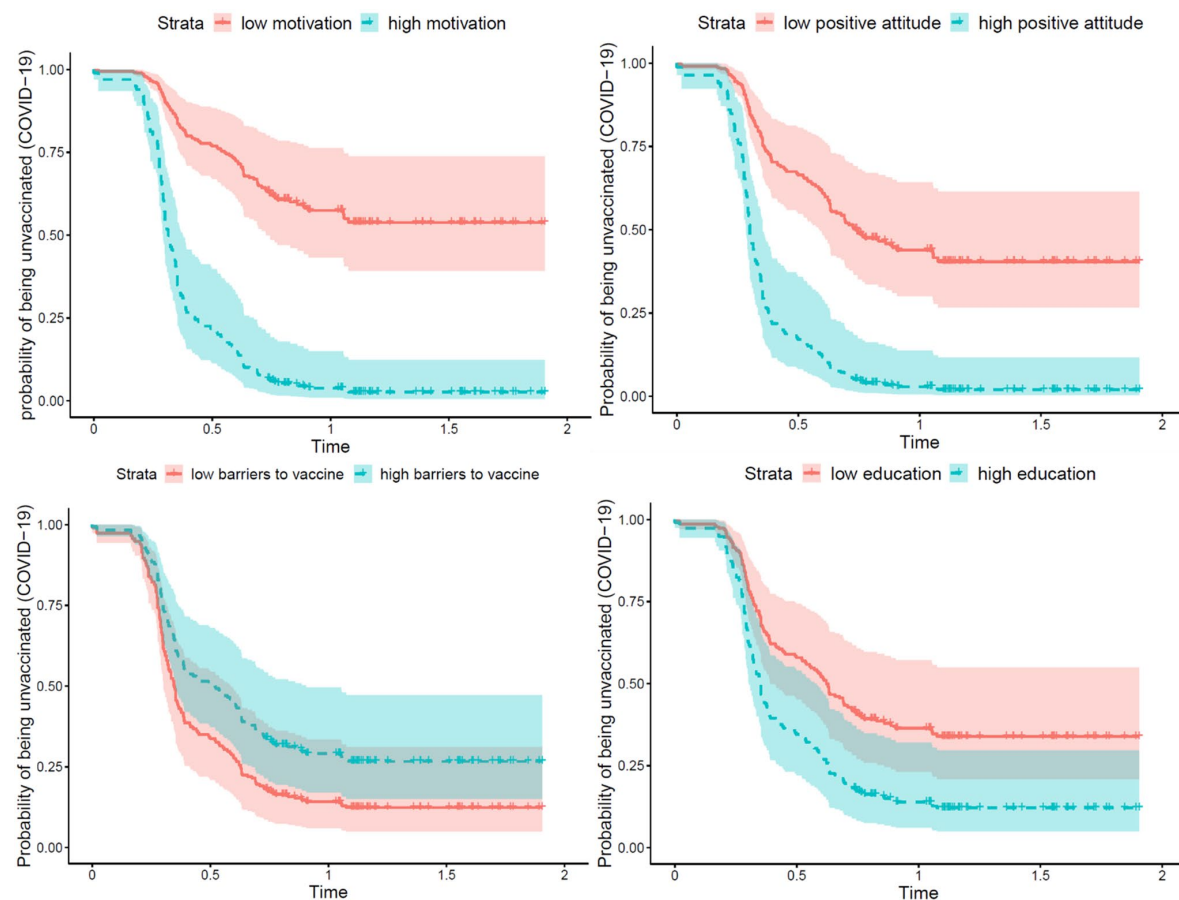 Strata low motivation high motivation
probability of being unvaccinated (COVID−19)
1.00
0.75
0.50
0.25
0.00
0 0.5 1 1.5 2
Time
Strata low positive attitude high positive attitude
Probability of being unvaccinated (COVID−19)
1.00
0.75
0.50
0.25
0.00
0 0.5 1 1.5 2
Time
Strata low barriers to vaccine high barriers to vaccine
Probability of being unvaccinated (COVID−19)
1.00
0.75
0.50
0.25
0.00
0 0.5 1 1.5 2
Time
Strata low education high education
Probability of being unvaccinated (COVID−19)
1.00
0.75
0.50
0.25
0.00
0 0.5 1 1.5 2
Time